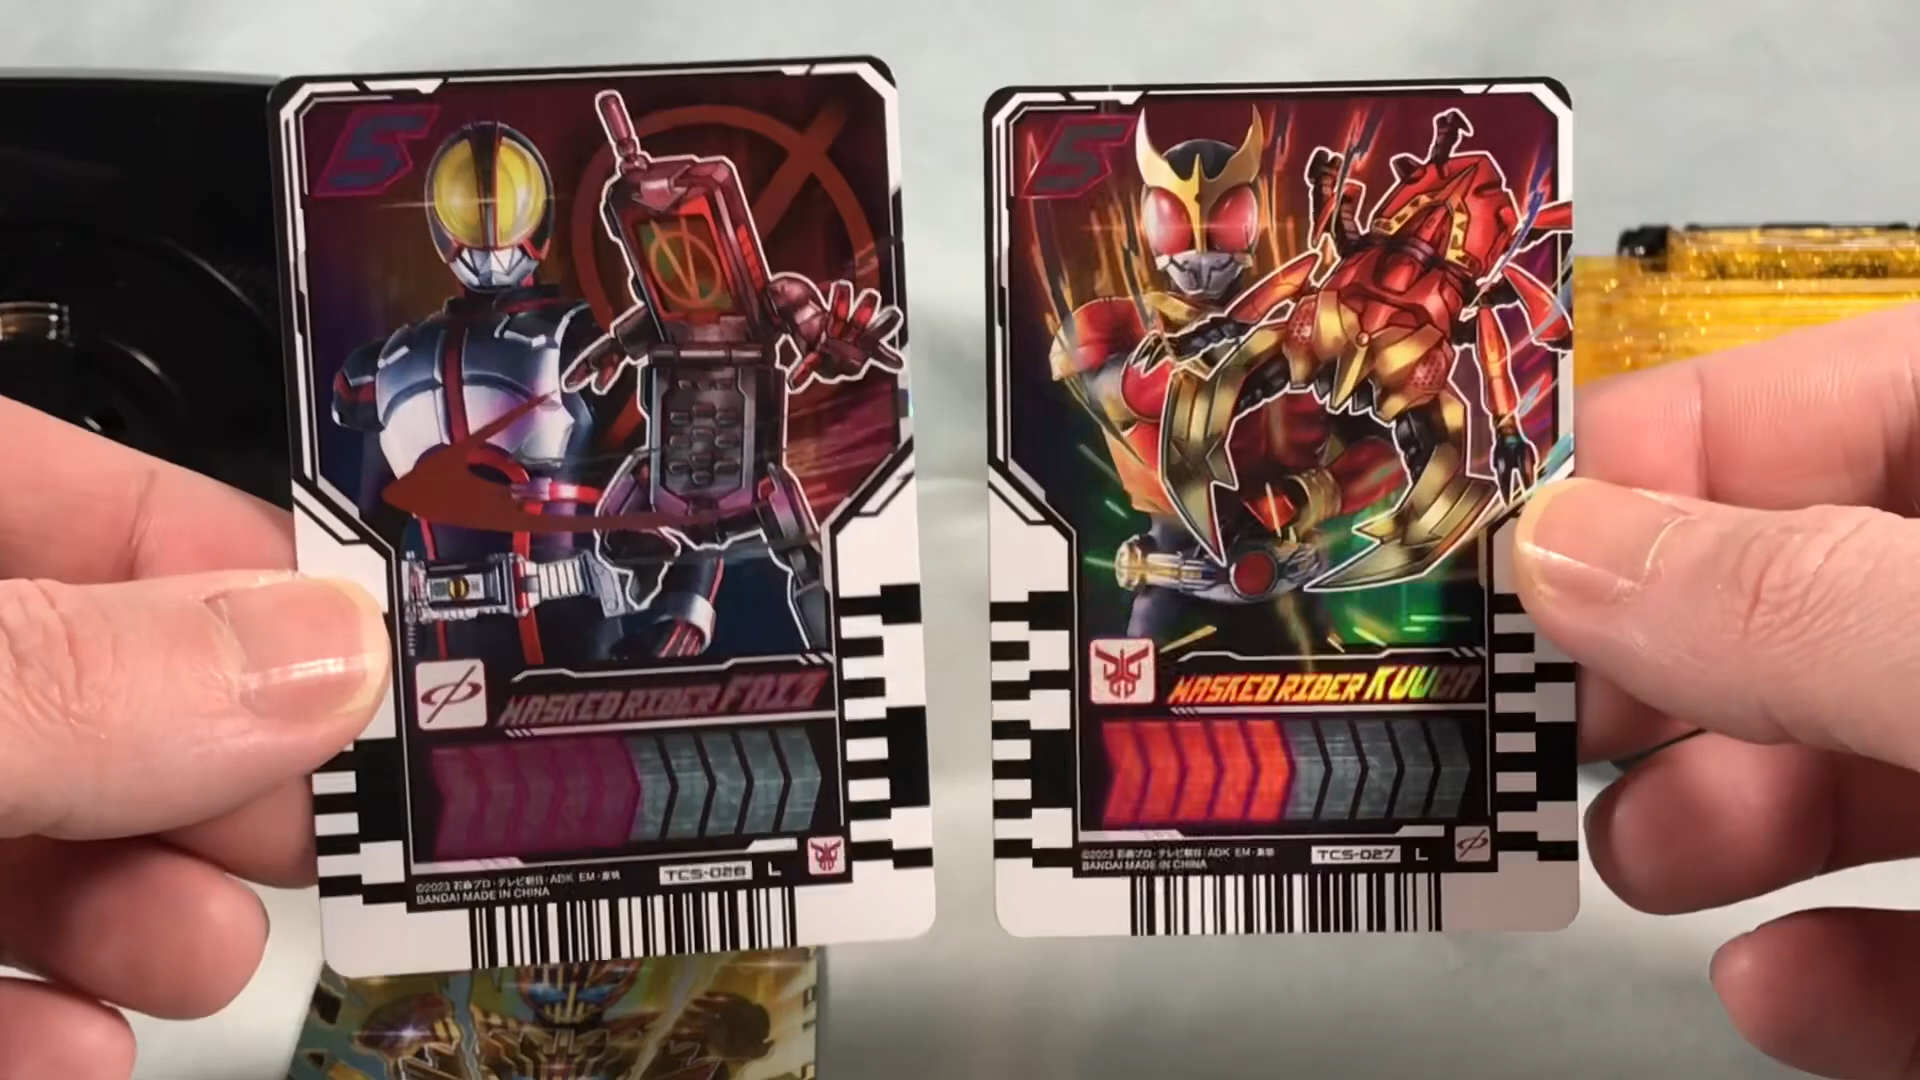 5
MASKED RIDER FAIZ
©2023 石森プロ・テレビ朝日・ADK EM・東映
BANDAI MADE IN CHINA
TCS-028 L
5
MASKED RIDER KUUGA
©2023 石森プロ・テレビ朝日・ADK EM・東映
BANDAI MADE IN CHINA
TCS-027 L